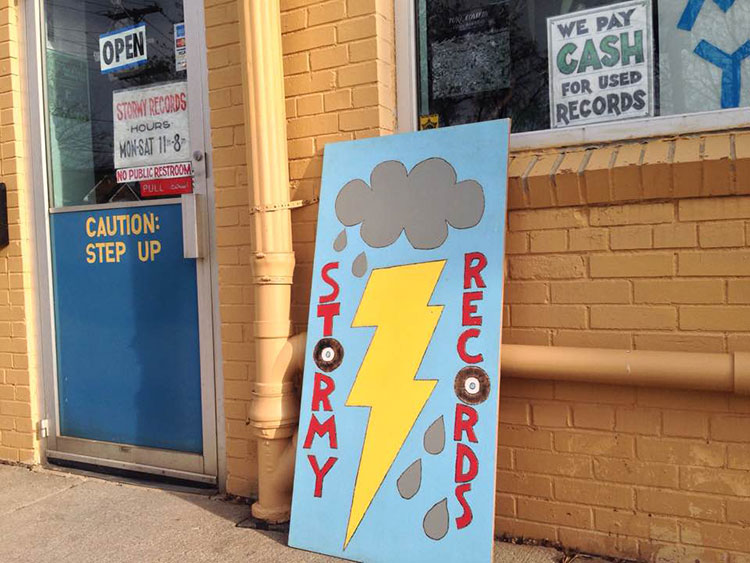 OPEN
STORMY RECORDS
HOURS
MON-SAT 11-8
NO PUBLIC RESTROOM
PULL
CAUTION:
STEP UP
STORMY
RECORDS
WE PAY
CASH
FOR USED
RECORDS